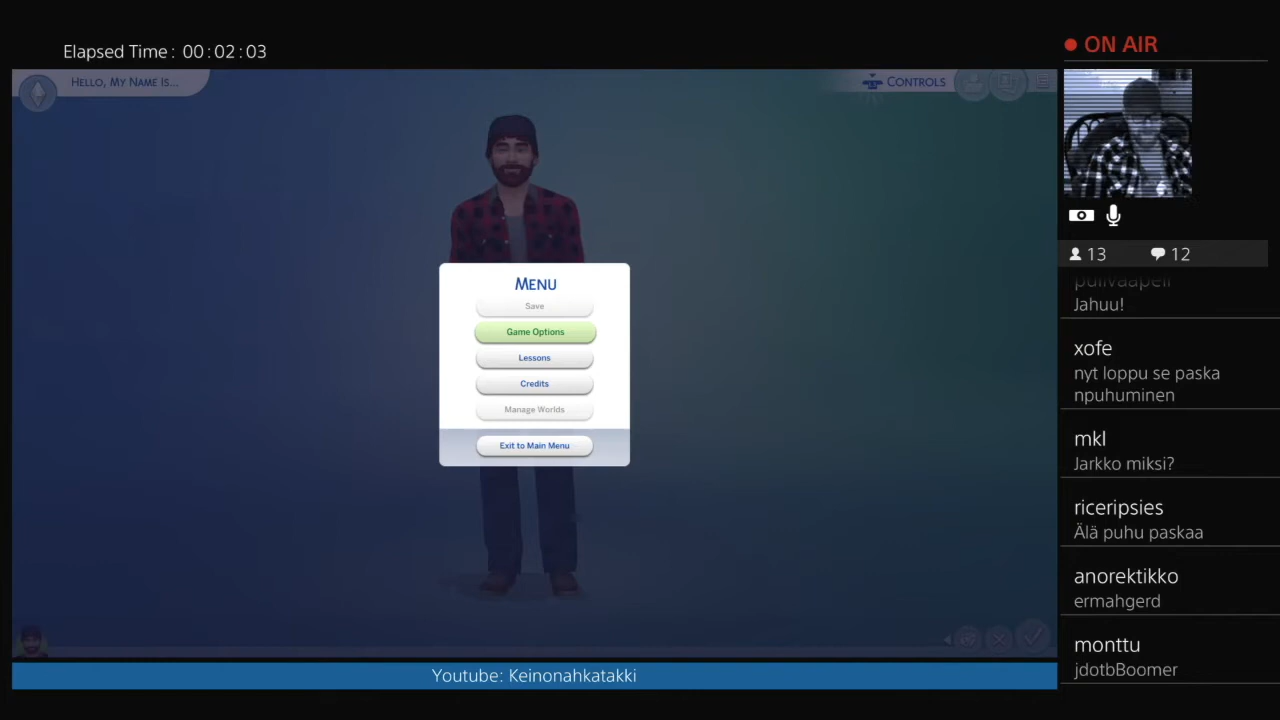 Elapsed Time : 00:02:03
HELLO, MY NAME IS...
CONTROLS
MENU
Save
Game Options
Lessons
Credits
Manage Worlds
Exit to Main Menu
Youtube: Keinonahkatakki
ON AIR
13 12
Jahuu!
xofe
nyt loppu se paska
npuhuminen
mkl
Jarkko miksi?
riceripsies
Älä puhu paskaa
anorektikko
ermahgerd
monttu
jdotbBoomer